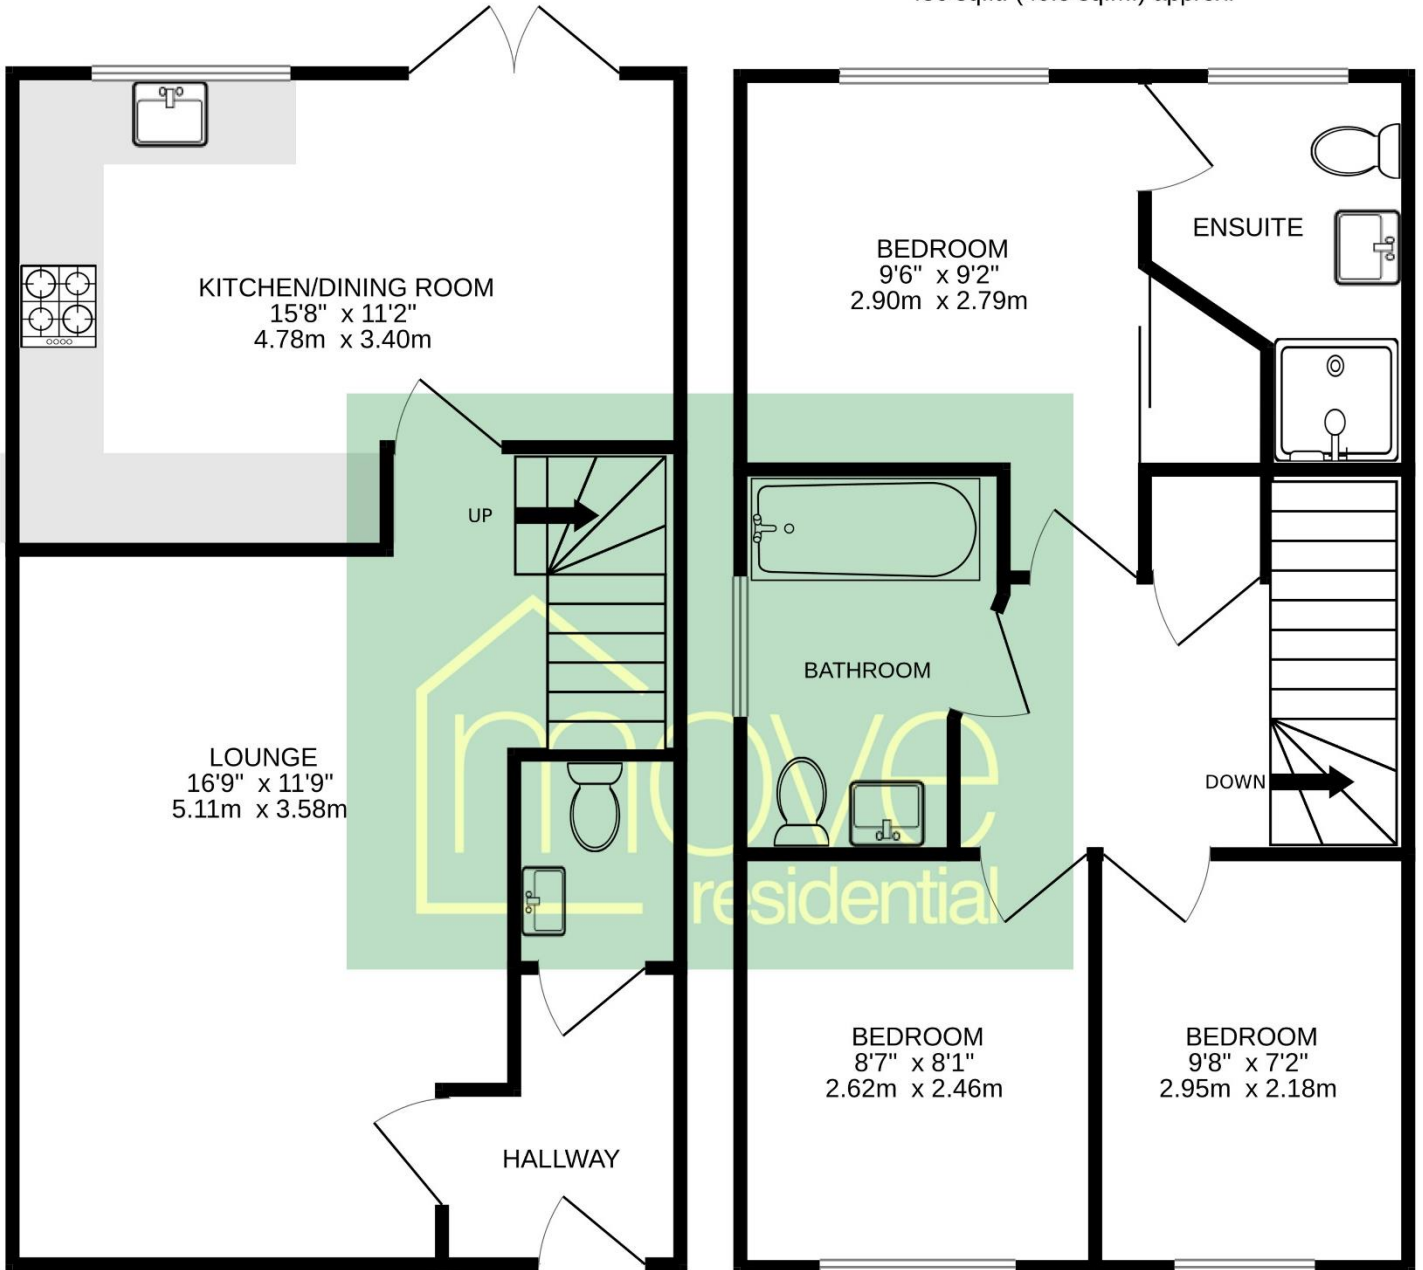 KITCHEN/DINING ROOM
15'8" x 11'2"
4.78m x 3.40m
UP
LOUNGE
16'9" x 11'9"
5.11m x 3.58m
HALLWAY
BEDROOM
9'6" x 9'2"
2.90m x 2.79m
ENSUITE
BATHROOM
DOWN
BEDROOM
8'7" x 8'1"
2.62m x 2.46m
BEDROOM
9'8" x 7'2"
2.95m x 2.18m
move
residential